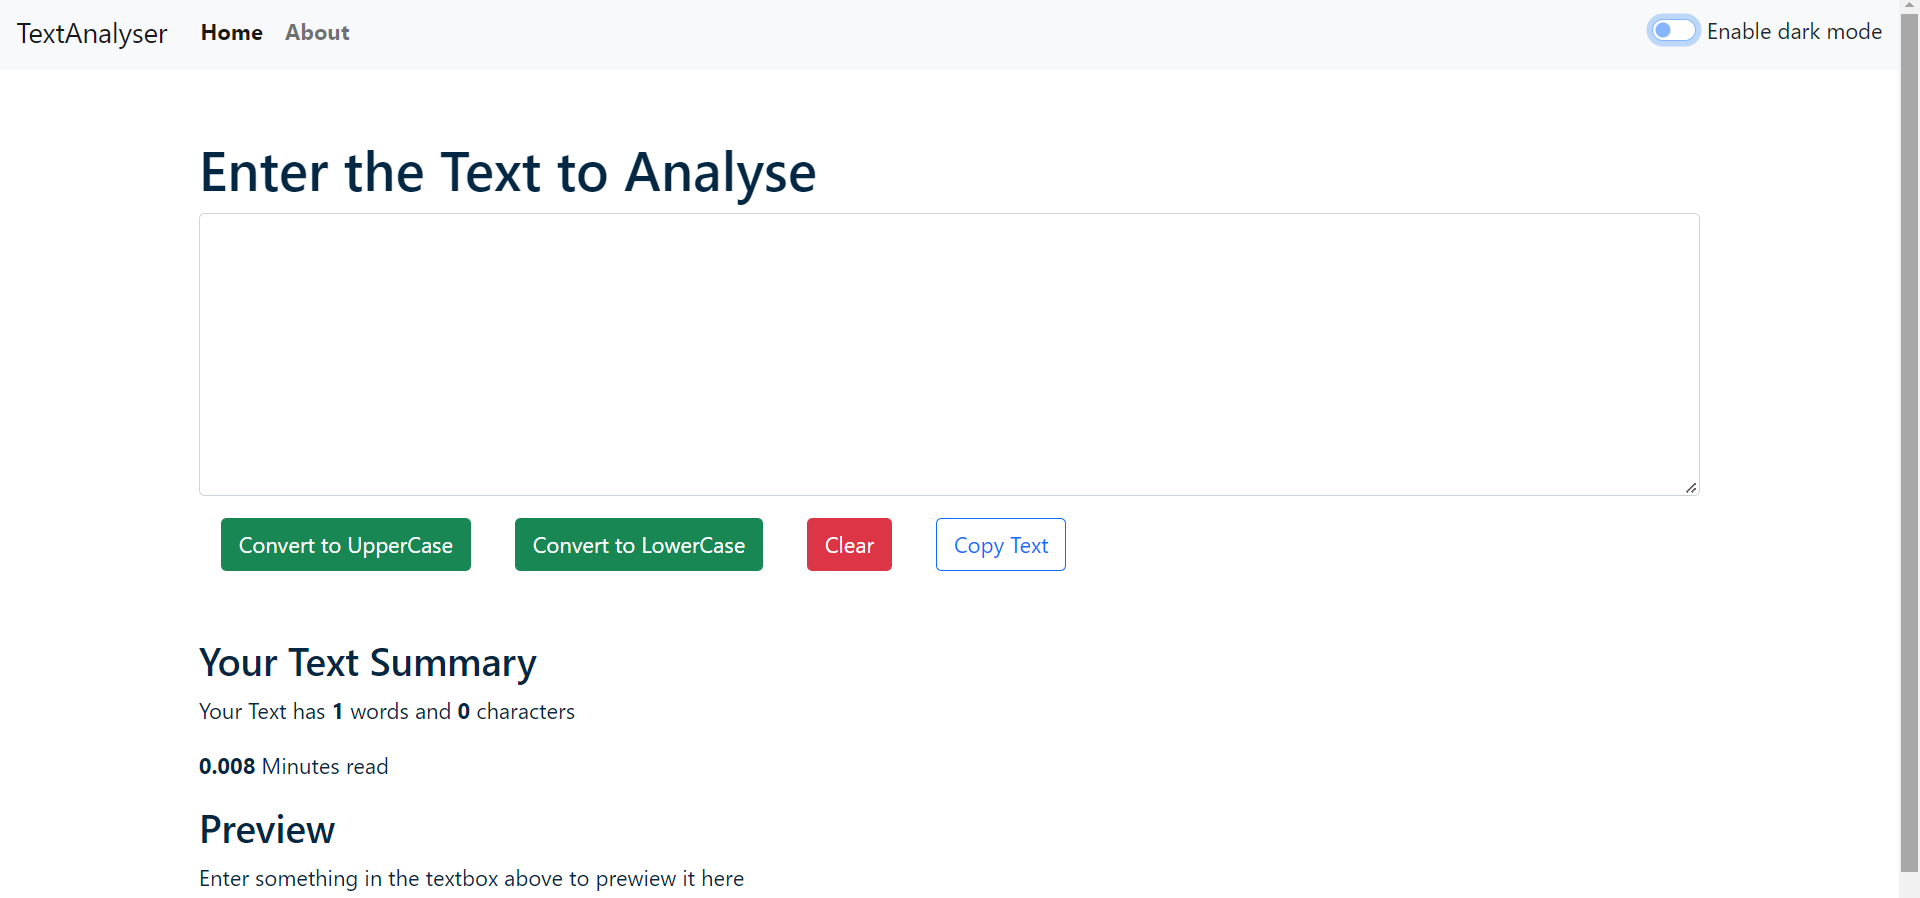 TextAnalyser Home About Enable dark mode
Enter the Text to Analyse
Convert to UpperCase Convert to LowerCase Clear Copy Text
Your Text Summary
Your Text has 1 words and 0 characters
0.008 Minutes read
Preview
Enter something in the textbox above to prewiew it here